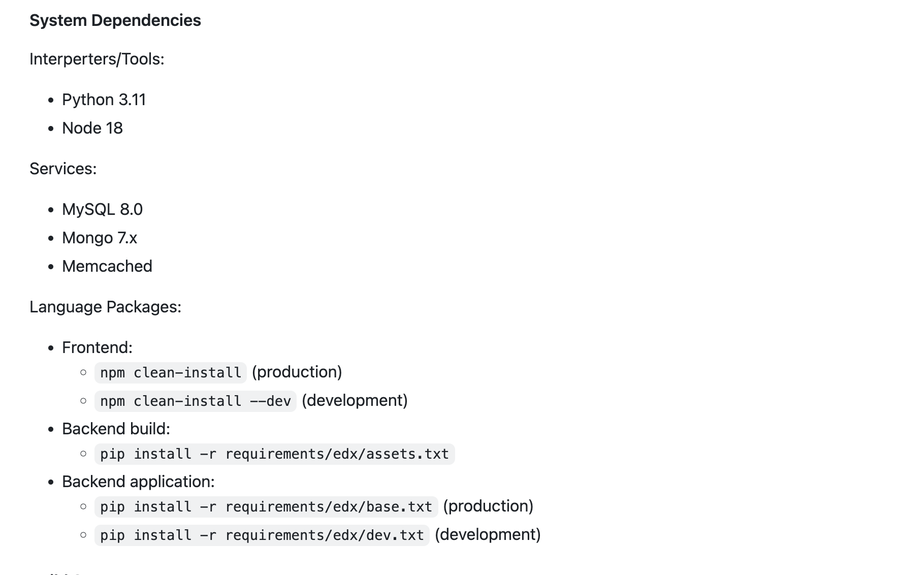 System Dependencies
Interperters/Tools:
• Python 3.11
• Node 18
Services:
• MySQL 8.0
• Mongo 7.x
• Memcached
Language Packages:
• Frontend:
◦ npm clean-install (production)
◦ npm clean-install --dev (development)
• Backend build:
◦ pip install -r requirements/edx/assets.txt
• Backend application:
◦ pip install -r requirements/edx/base.txt (production)
◦ pip install -r requirements/edx/dev.txt (development)